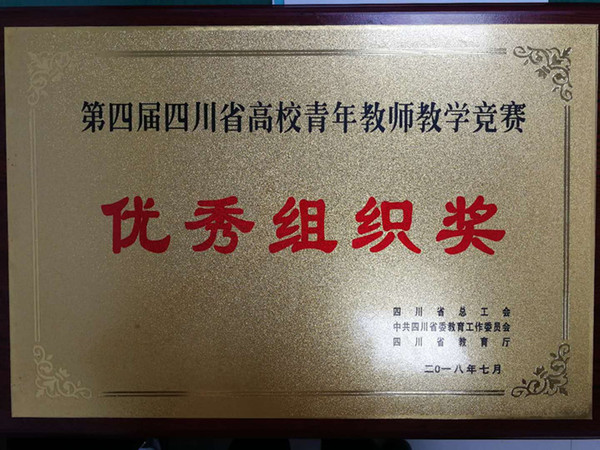 第四届四川省高校青年教师教学竞赛
优秀组织奖
四川省总工会
中共四川省委教育工作委员会
四川省教育厅
二0一八年七月